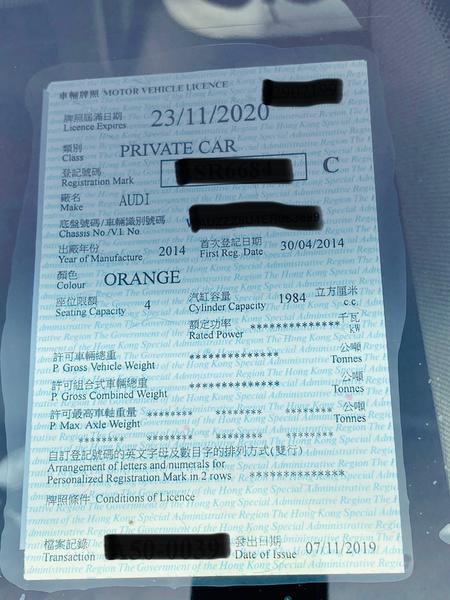 車輛牌照 MOTOR VEHICLE LICENCE
牌照屆滿日期
Licence Expires 23/11/2020
類別
Class PRIVATE CAR
登記號碼
Registration Mark C
廠名
Make AUDI
底盤號碼/車輛識別號碼
Chassis No/V.I. No
出廠年份
Year of Manufacture 2014
首次登記日期
First Reg. Date 30/04/2014
顏色
Colour ORANGE
座位限額
Seating Capacity 4
汽缸容量
Cylinder Capacity 1984 立方厘米
c.c.
額定功率
Rated Power ************** 千瓦
kW
許可車輛總重
P. Gross Vehicle Weight ************** 公噸
Tonnes
許可組合式車輛總重
P. Gross Combined Weight ************** 公噸
Tonnes
許可最高車軸重量
P. Max. Axle Weight ******* ******* ******* 公噸
Tonnes
******* ******* ******* *******
自訂登記號碼的英文字母及數目字的排列方式(雙行)
Arrangement of letters and numerals for
Personalized Registration Mark in 2 rows **************
牌照條件 Conditions of Licence
檔案記錄
Transaction
發出日期
Date of Issue 07/11/2019